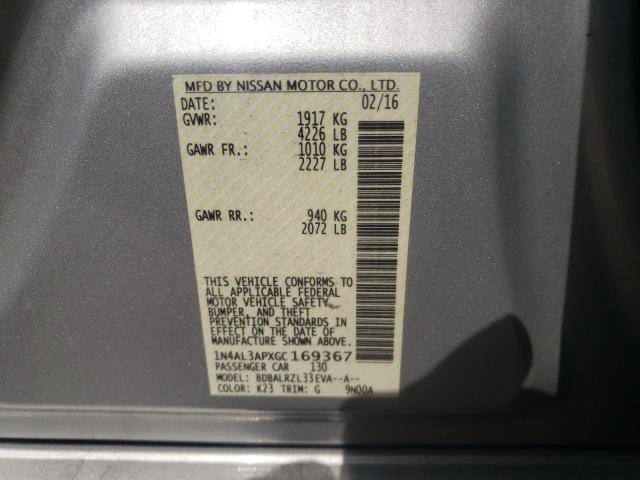 MFD BY NISSAN MOTOR CO., LTD.
DATE: 02/16
GVWR: 1917 KG
4226 LB
GAWR FR.: 1010 KG
2227 LB
GAWR RR.: 940 KG
2072 LB
THIS VEHICLE CONFORMS TO
ALL APPLICABLE FEDERAL
MOTOR VEHICLE SAFETY,
BUMPER, AND THEFT
PREVENTION STANDARDS IN
EFFECT ON THE DATE OF
MANUFACTURE SHOWN ABOVE.
1N4AL3APXGC169367
PASSENGER CAR 130
MODEL: BDBALRZL33EVA--A--
COLOR: K23 TRIM: G 9N00A